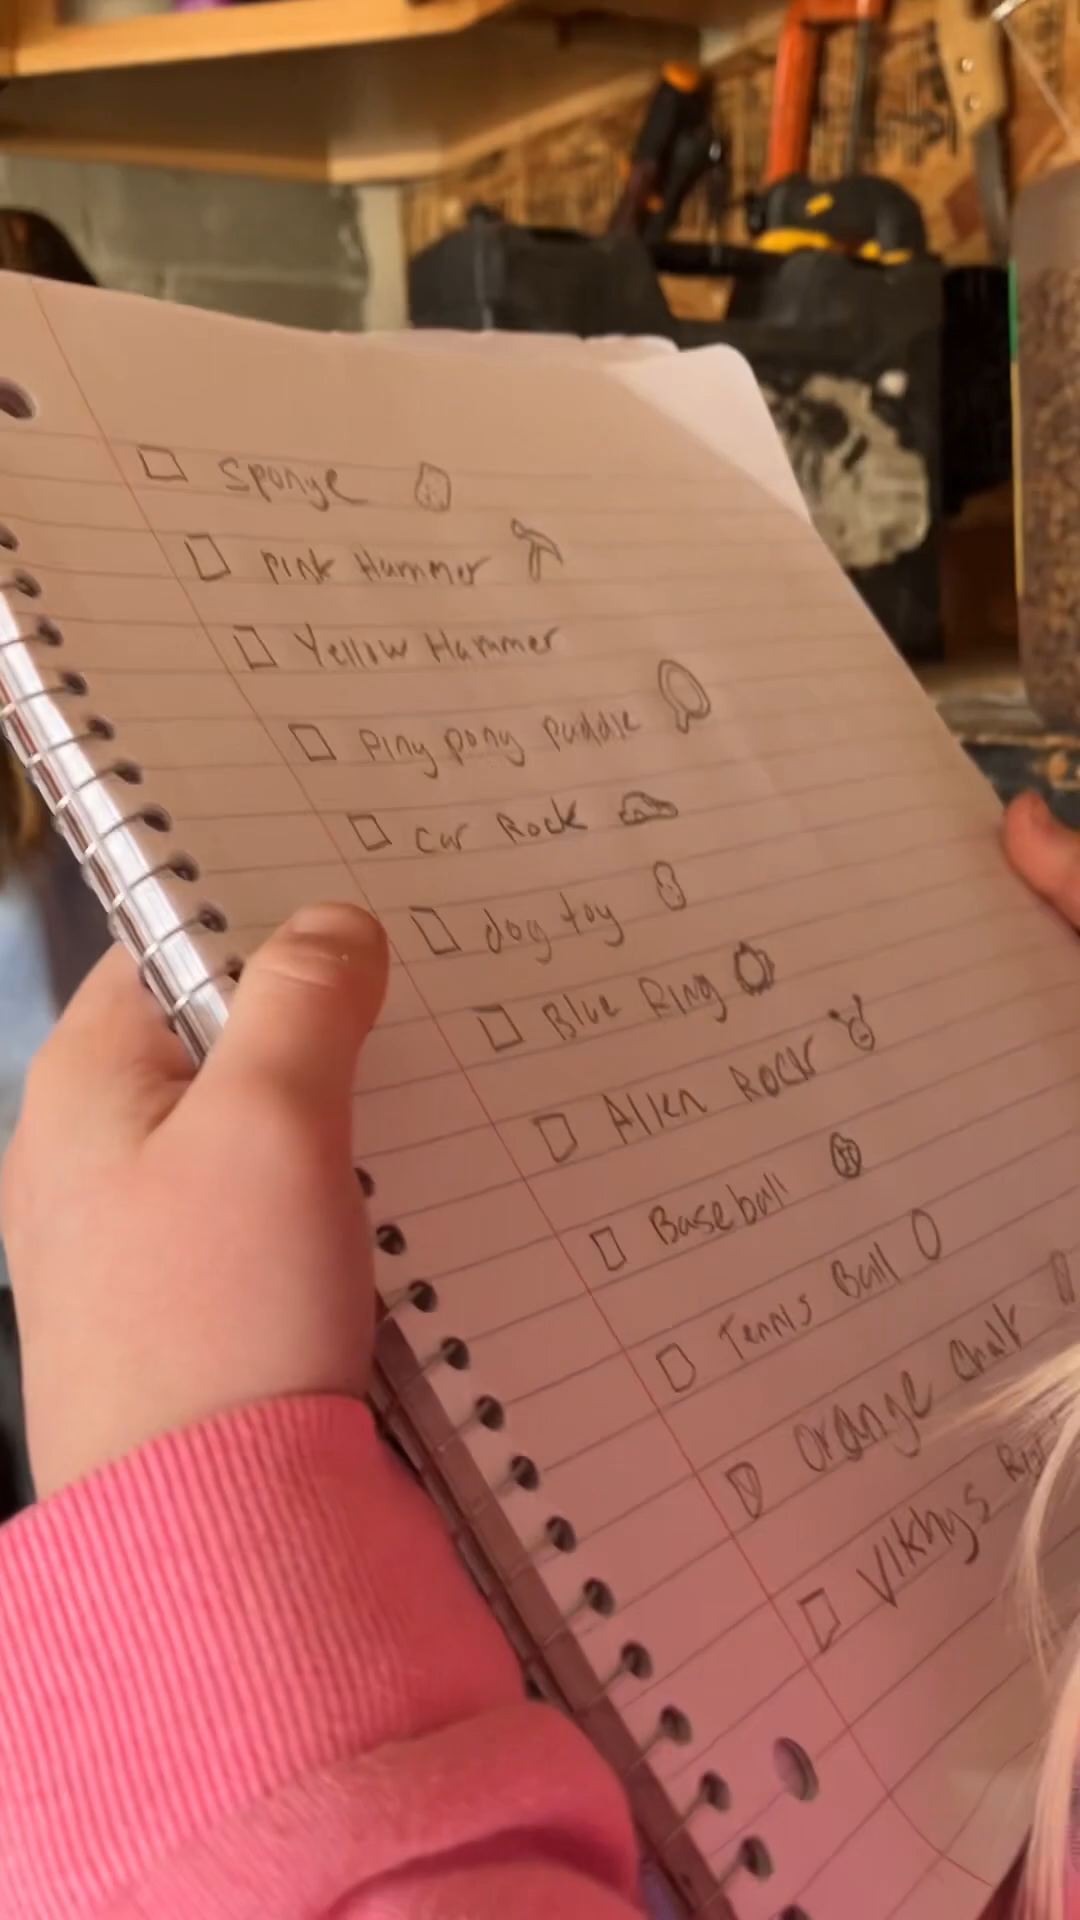 Sponge
Pink Hammer
Yellow Hammer
Ping pong paddle
Car Rock
dog toy
Blue Ring
Alien Rock
Baseball
Tennis Ball
Orange Chalk